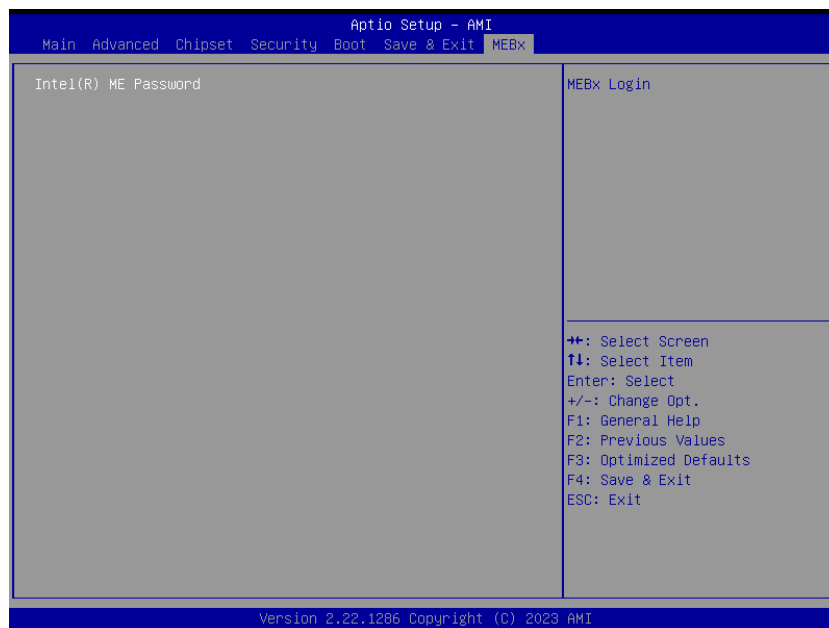 Aptio Setup – AMI
Main Advanced Chipset Security Boot Save & Exit MEBx
Intel(R) ME Password
MEBx Login
→←: Select Screen
↑↓: Select Item
Enter: Select
+/-: Change Opt.
F1: General Help
F2: Previous Values
F3: Optimized Defaults
F4: Save & Exit
ESC: Exit
Version 2.22.1286 Copyright (C) 2023 AMI